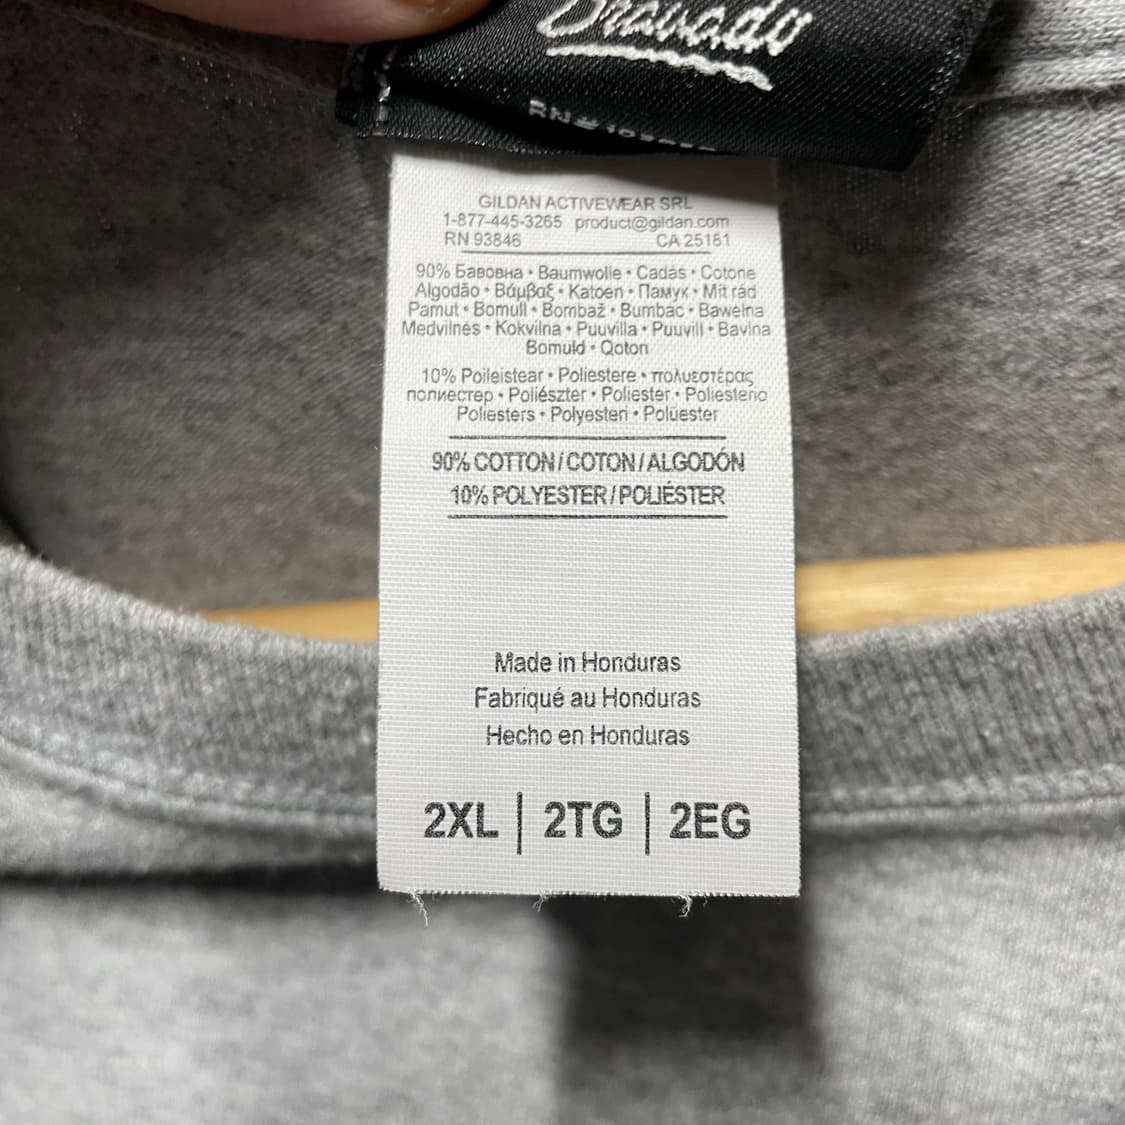 Bravado
GILDAN ACTIVEWEAR SRL
1-877-445-3265 product@gildan.com
RN 93846 CA 25181
90% Бавовна • Baumwolle • Cadás • Cotone
Algodão • Βάμβαξ • Katoen • Памук • Mit rád
Pamut • Bomull • Bombaž • Bumbac • Bawełna
Medvilnės • Kokvilna • Puuvilla • Puuvill • Bavlna
Bomuld • Qoton
10% Poileistear • Poliestere • πολυεστέρας
полиестер • Poliészter • Poliester • Poliesterio
Poliesters • Polyesteri • Polüester
90% COTTON/COTON/ALGODÓN
10% POLYESTER/POLIÉSTER
Made in Honduras
Fabriqué au Honduras
Hecho en Honduras
2XL | 2TG | 2EG